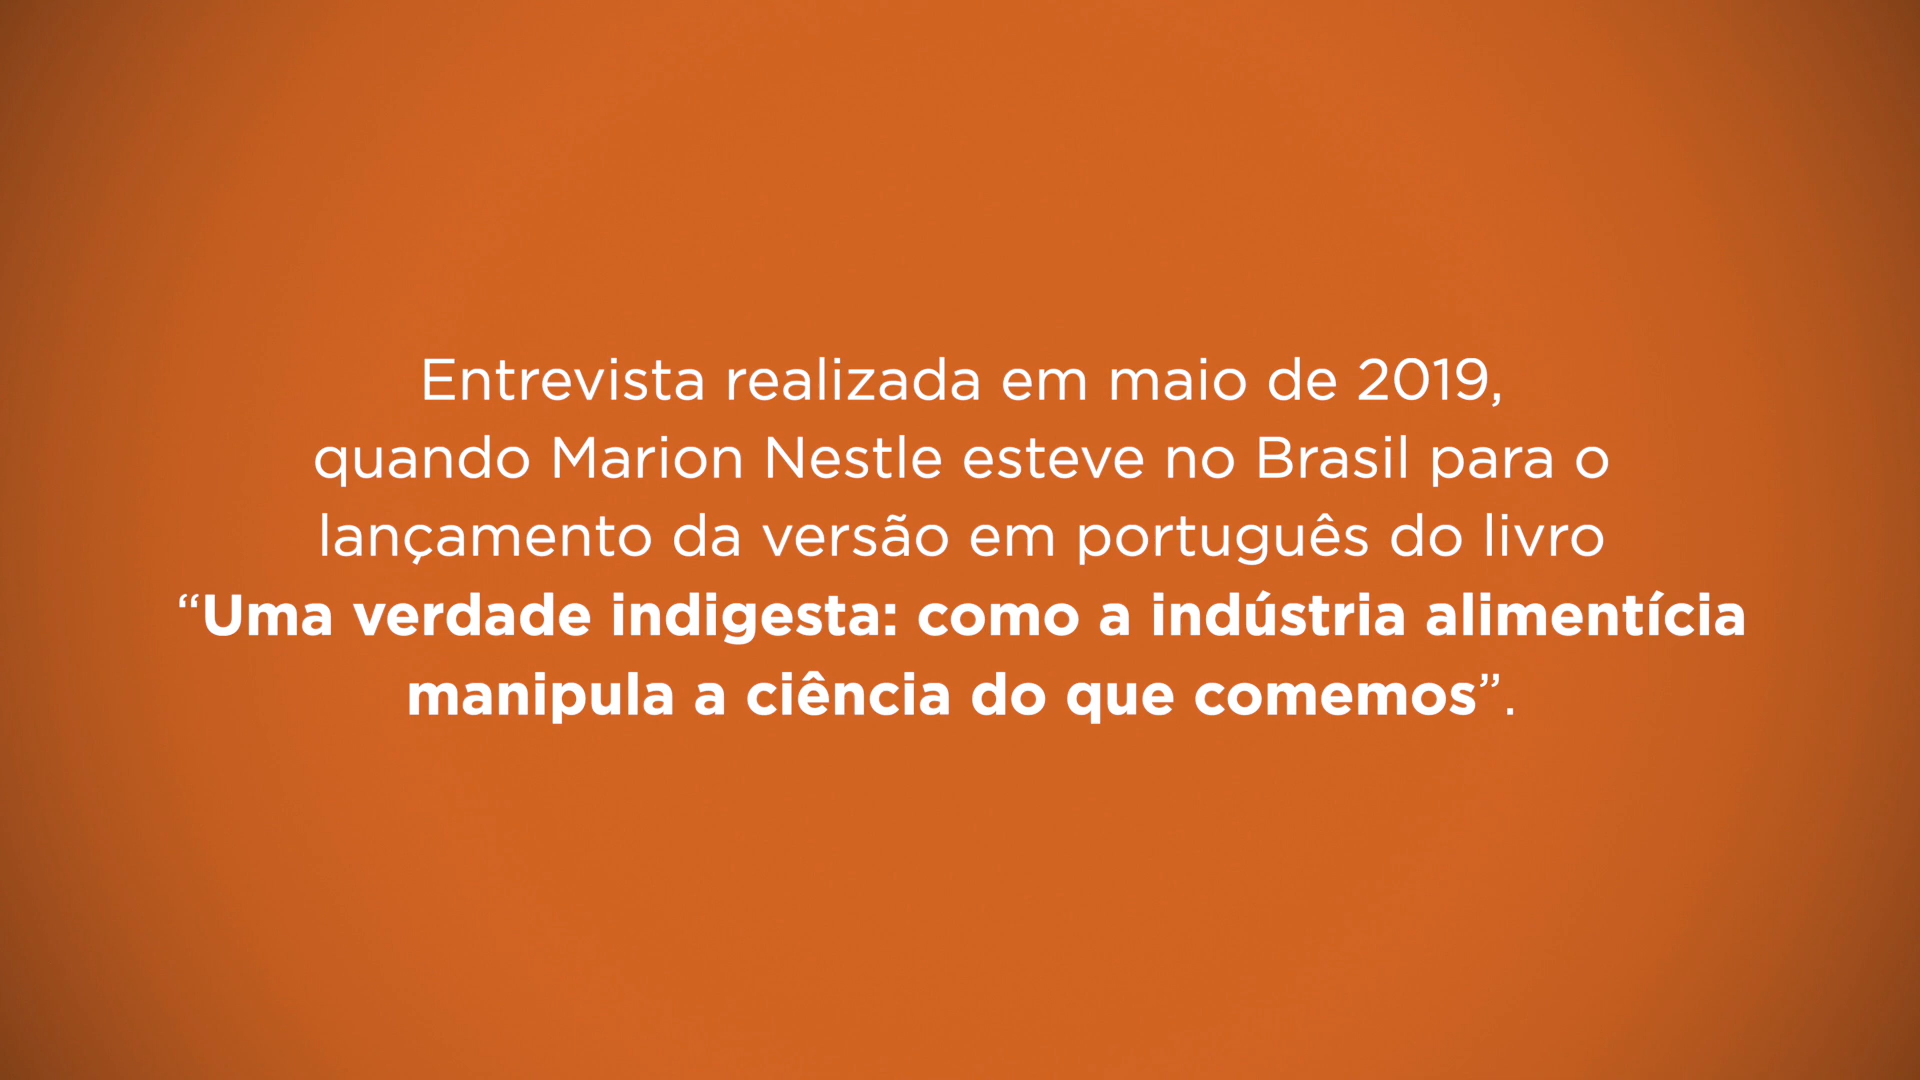 Entrevista realizada em maio de 2019,
quando Marion Nestle esteve no Brasil para o
lançamento da versão em português do livro
“Uma verdade indigesta: como a indústria alimentícia
manipula a ciência do que comemos”.